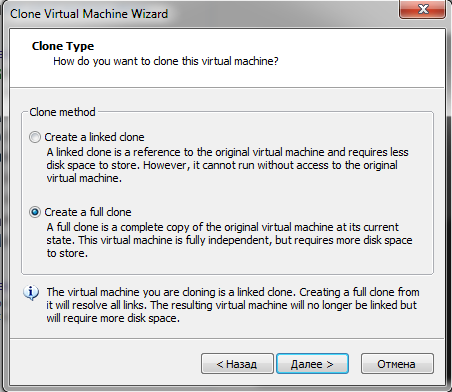 Clone Virtual Machine Wizard
Clone Type
How do you want to clone this virtual machine?
Clone method
Create a linked clone
A linked clone is a reference to the original virtual machine and requires less
disk space to store. However, it cannot run without access to the original
virtual machine.
Create a full clone
A full clone is a complete copy of the original virtual machine at its current
state. This virtual machine is fully independent, but requires more disk space
to store.
The virtual machine you are cloning is a linked clone. Creating a full clone from
it will resolve all links. The resulting virtual machine will no longer be linked but
will require more disk space.
< Назад
Далее >
Отмена